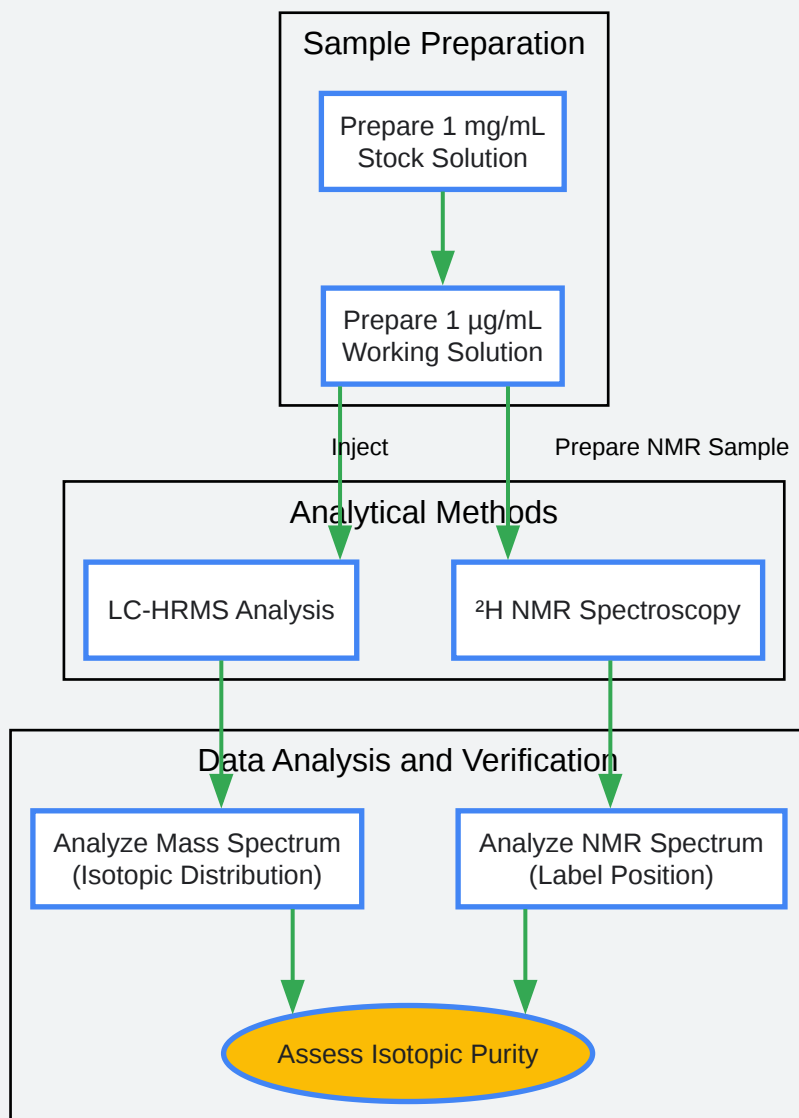 Sample Preparation
Prepare 1 mg/mL
Stock Solution
Prepare 1 µg/mL
Working Solution
Inject
Prepare NMR Sample
Analytical Methods
LC-HRMS Analysis
²H NMR Spectroscopy
Data Analysis and Verification
Analyze Mass Spectrum
(Isotopic Distribution)
Analyze NMR Spectrum
(Label Position)
Assess Isotopic Purity